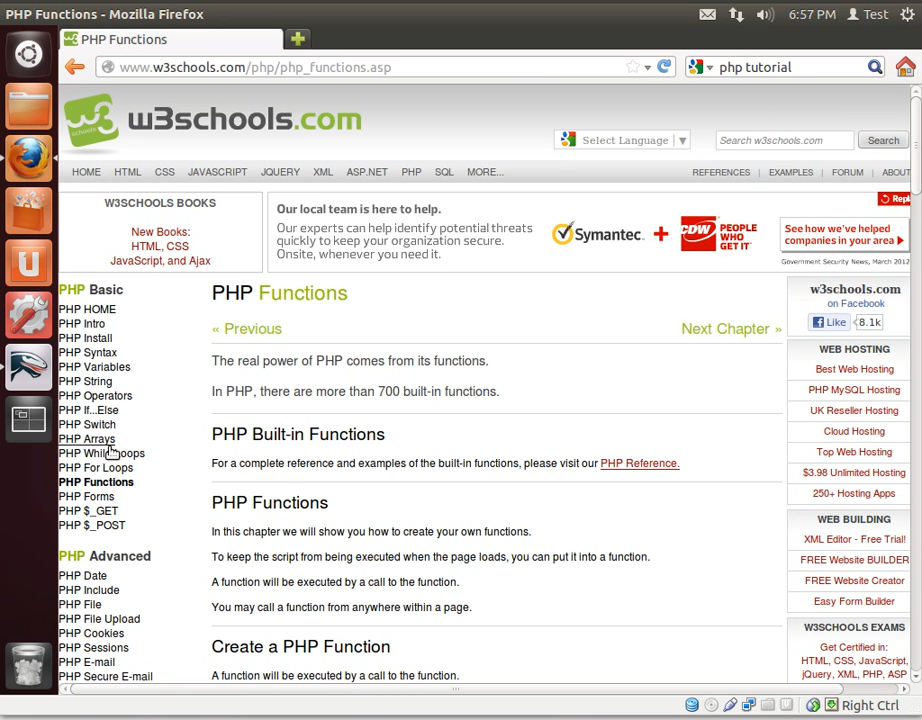 PHP Functions - Mozilla Firefox
6:57 PM Test
PHP Functions
www.w3schools.com/php/php_functions.asp
php tutorial
w3 schools w3schools.com
Select Language
Search w3schools.com
Search
HOME HTML CSS JAVASCRIPT JQUERY XML ASP.NET PHP SQL MORE...
REFERENCES EXAMPLES FORUM ABOUT
W3SCHOOLS BOOKS
New Books:
HTML, CSS
JavaScript, and Ajax
Our local team is here to help.
Our experts can help identify potential threats
quickly to keep your organization secure.
Onsite, whenever you need it.
Symantec. + CDW PEOPLE
WHO
GET IT
Repl
See how we've helped
companies in your area
Government Security News, March 2012
PHP Basic
PHP HOME
PHP Intro
PHP Install
PHP Syntax
PHP Variables
PHP String
PHP Operators
PHP If...Else
PHP Switch
PHP Arrays
PHP While Loops
PHP For Loops
PHP Functions
PHP Forms
PHP $_GET
PHP $_POST
PHP Advanced
PHP Date
PHP Include
PHP File
PHP File Upload
PHP Cookies
PHP Sessions
PHP E-mail
PHP Secure E-mail
PHP Functions
« Previous
Next Chapter »
The real power of PHP comes from its functions.
In PHP, there are more than 700 built-in functions.
PHP Built-in Functions
For a complete reference and examples of the built-in functions, please visit our PHP Reference.
PHP Functions
In this chapter we will show you how to create your own functions.
To keep the script from being executed when the page loads, you can put it into a function.
A function will be executed by a call to the function.
You may call a function from anywhere within a page.
Create a PHP Function
A function will be executed by a call to the function.
w3schools.com
on Facebook
Like 8.1k
WEB HOSTING
Best Web Hosting
PHP MySQL Hosting
UK Reseller Hosting
Cloud Hosting
Top Web Hosting
$3.98 Unlimited Hosting
250+ Hosting Apps
WEB BUILDING
XML Editor - Free Trial!
FREE Website BUILDER
FREE Website Creator
Easy Form Builder
W3SCHOOLS EXAMS
Get Certified in:
HTML, CSS, JavaScript,
jQuery, XML, PHP, ASP
Right Ctrl